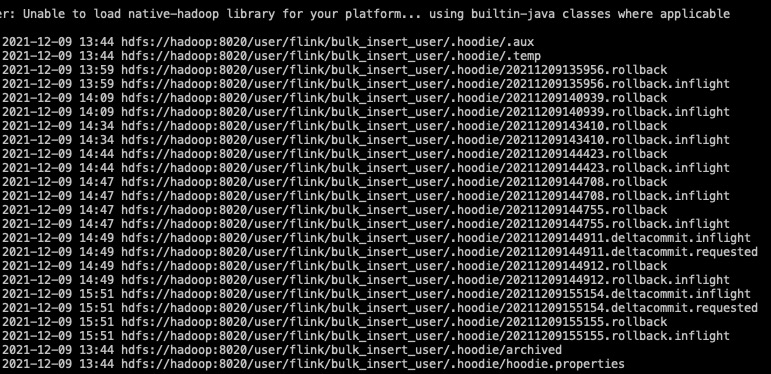 er: Unable to load native-hadoop library for your platform... using builtin-java classes where applicable
2021-12-09 13:44 hdfs://hadoop:8020/user/flink/bulk_insert_user/.hoodie/.aux
2021-12-09 13:44 hdfs://hadoop:8020/user/flink/bulk_insert_user/.hoodie/.temp
2021-12-09 13:59 hdfs://hadoop:8020/user/flink/bulk_insert_user/.hoodie/20211209135956.rollback
2021-12-09 13:59 hdfs://hadoop:8020/user/flink/bulk_insert_user/.hoodie/20211209135956.rollback.inflight
2021-12-09 14:09 hdfs://hadoop:8020/user/flink/bulk_insert_user/.hoodie/20211209140939.rollback
2021-12-09 14:09 hdfs://hadoop:8020/user/flink/bulk_insert_user/.hoodie/20211209140939.rollback.inflight
2021-12-09 14:34 hdfs://hadoop:8020/user/flink/bulk_insert_user/.hoodie/20211209143410.rollback
2021-12-09 14:34 hdfs://hadoop:8020/user/flink/bulk_insert_user/.hoodie/20211209143410.rollback.inflight
2021-12-09 14:44 hdfs://hadoop:8020/user/flink/bulk_insert_user/.hoodie/20211209144423.rollback
2021-12-09 14:44 hdfs://hadoop:8020/user/flink/bulk_insert_user/.hoodie/20211209144423.rollback.inflight
2021-12-09 14:47 hdfs://hadoop:8020/user/flink/bulk_insert_user/.hoodie/20211209144708.rollback
2021-12-09 14:47 hdfs://hadoop:8020/user/flink/bulk_insert_user/.hoodie/20211209144708.rollback.inflight
2021-12-09 14:47 hdfs://hadoop:8020/user/flink/bulk_insert_user/.hoodie/20211209144755.rollback
2021-12-09 14:47 hdfs://hadoop:8020/user/flink/bulk_insert_user/.hoodie/20211209144755.rollback.inflight
2021-12-09 14:49 hdfs://hadoop:8020/user/flink/bulk_insert_user/.hoodie/20211209144911.deltacommit.inflight
2021-12-09 14:49 hdfs://hadoop:8020/user/flink/bulk_insert_user/.hoodie/20211209144911.deltacommit.requested
2021-12-09 14:49 hdfs://hadoop:8020/user/flink/bulk_insert_user/.hoodie/20211209144912.rollback
2021-12-09 14:49 hdfs://hadoop:8020/user/flink/bulk_insert_user/.hoodie/20211209144912.rollback.inflight
2021-12-09 15:51 hdfs://hadoop:8020/user/flink/bulk_insert_user/.hoodie/20211209155154.deltacommit.inflight
2021-12-09 15:51 hdfs://hadoop:8020/user/flink/bulk_insert_user/.hoodie/20211209155154.deltacommit.requested
2021-12-09 15:51 hdfs://hadoop:8020/user/flink/bulk_insert_user/.hoodie/20211209155155.rollback
2021-12-09 15:51 hdfs://hadoop:8020/user/flink/bulk_insert_user/.hoodie/20211209155155.rollback.inflight
2021-12-09 13:44 hdfs://hadoop:8020/user/flink/bulk_insert_user/.hoodie/archived
2021-12-09 13:44 hdfs://hadoop:8020/user/flink/bulk_insert_user/.hoodie/hoodie.properties